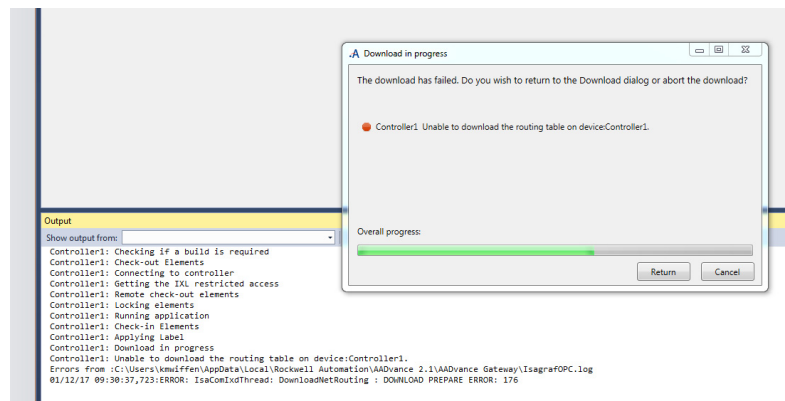 Download in progress
The download has failed. Do you wish to return to the Download dialog or abort the download?
Controller1 Unable to download the routing table on device:Controller1.
Overall progress:
Return Cancel
Output
Show output from:
Controller1: Checking if a build is required
Controller1: Check-out Elements
Controller1: Connecting to controller
Controller1: Getting the IXL restricted access
Controller1: Remote check-out elements
Controller1: Locking elements
Controller1: Running application
Controller1: Check-in Elements
Controller1: Applying Label
Controller1: Download in progress
Controller1: Unable to download the routing table on device:Controller1.
Errors from :C:\Users\kmwiffen\AppData\Local\Rockwell Automation\AADvance 2.1\AADvance Gateway\IsagrafOPC.log
01/12/17 09:30:37,723:ERROR: IsaComIxdThread: DownloadNetRouting : DOWNLOAD PREPARE ERROR: 176